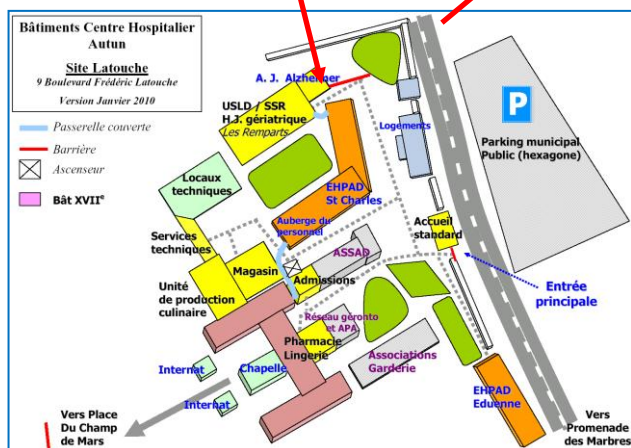 Bâtiments Centre Hospitalier
Autun
Site Latouche
9 Boulevard Frédéric Latouche
Version Janvier 2010
Passerelle couverte
Barrière
Ascenseur
Bât XVIIe
A. J. Alzheimer
USLD / SSR
H.J. gériatrique
Les Remparts
Logements
P
Parking municipal
Public (hexagone)
Locaux
techniques
EHPAD
St Charles
Auberge du
personnel
Accueil
standard
Services
techniques
ASSAD
Magasin
Admissions
Entrée
principale
Unité
de production
culinaire
Réseau géronto
et APA
Pharmacie
Lingerie
Internat
Chapelle
Associations
Garderie
Internat
EHPAD
Eduenne
Vers Place
Du Champ
de Mars
Vers
Promenade
des Marbres